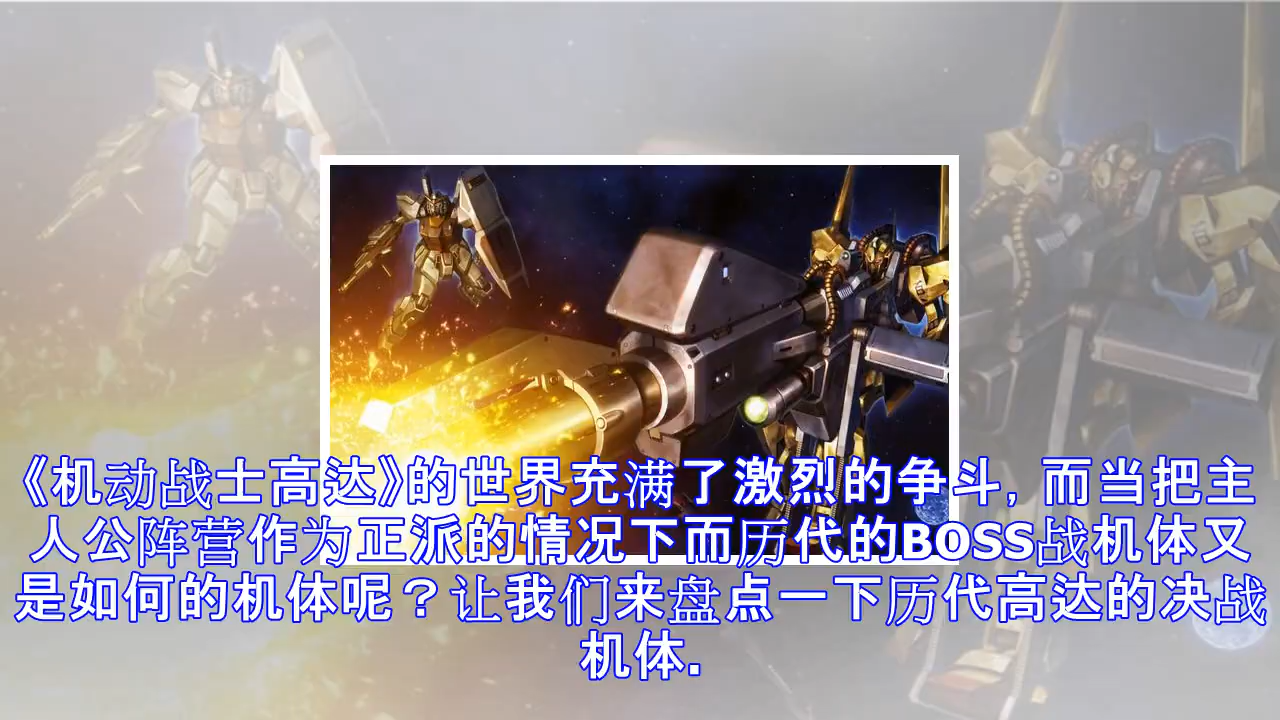 《机动战士高达》的世界充满了激烈的争斗, 而当把主
人公阵营作为正派的情况下而历代的BOSS战机体又
是如何的机体呢？让我们来盘点一下历代高达的决战
机体.